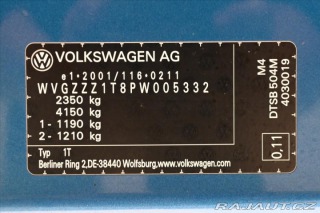 VOLKSWAGEN AG
e1*2001/116*0211
WVGZZZ1T8PW005332
2350 kg
4150 kg
1 - 1190 kg
2 - 1210 kg
Typ 1T
Berliner Ring 2,DE-38440 Wolfsburg,www.volkswagen.com
M4
DTSB 504M
4030019
0,11
RAJAUT.CZ